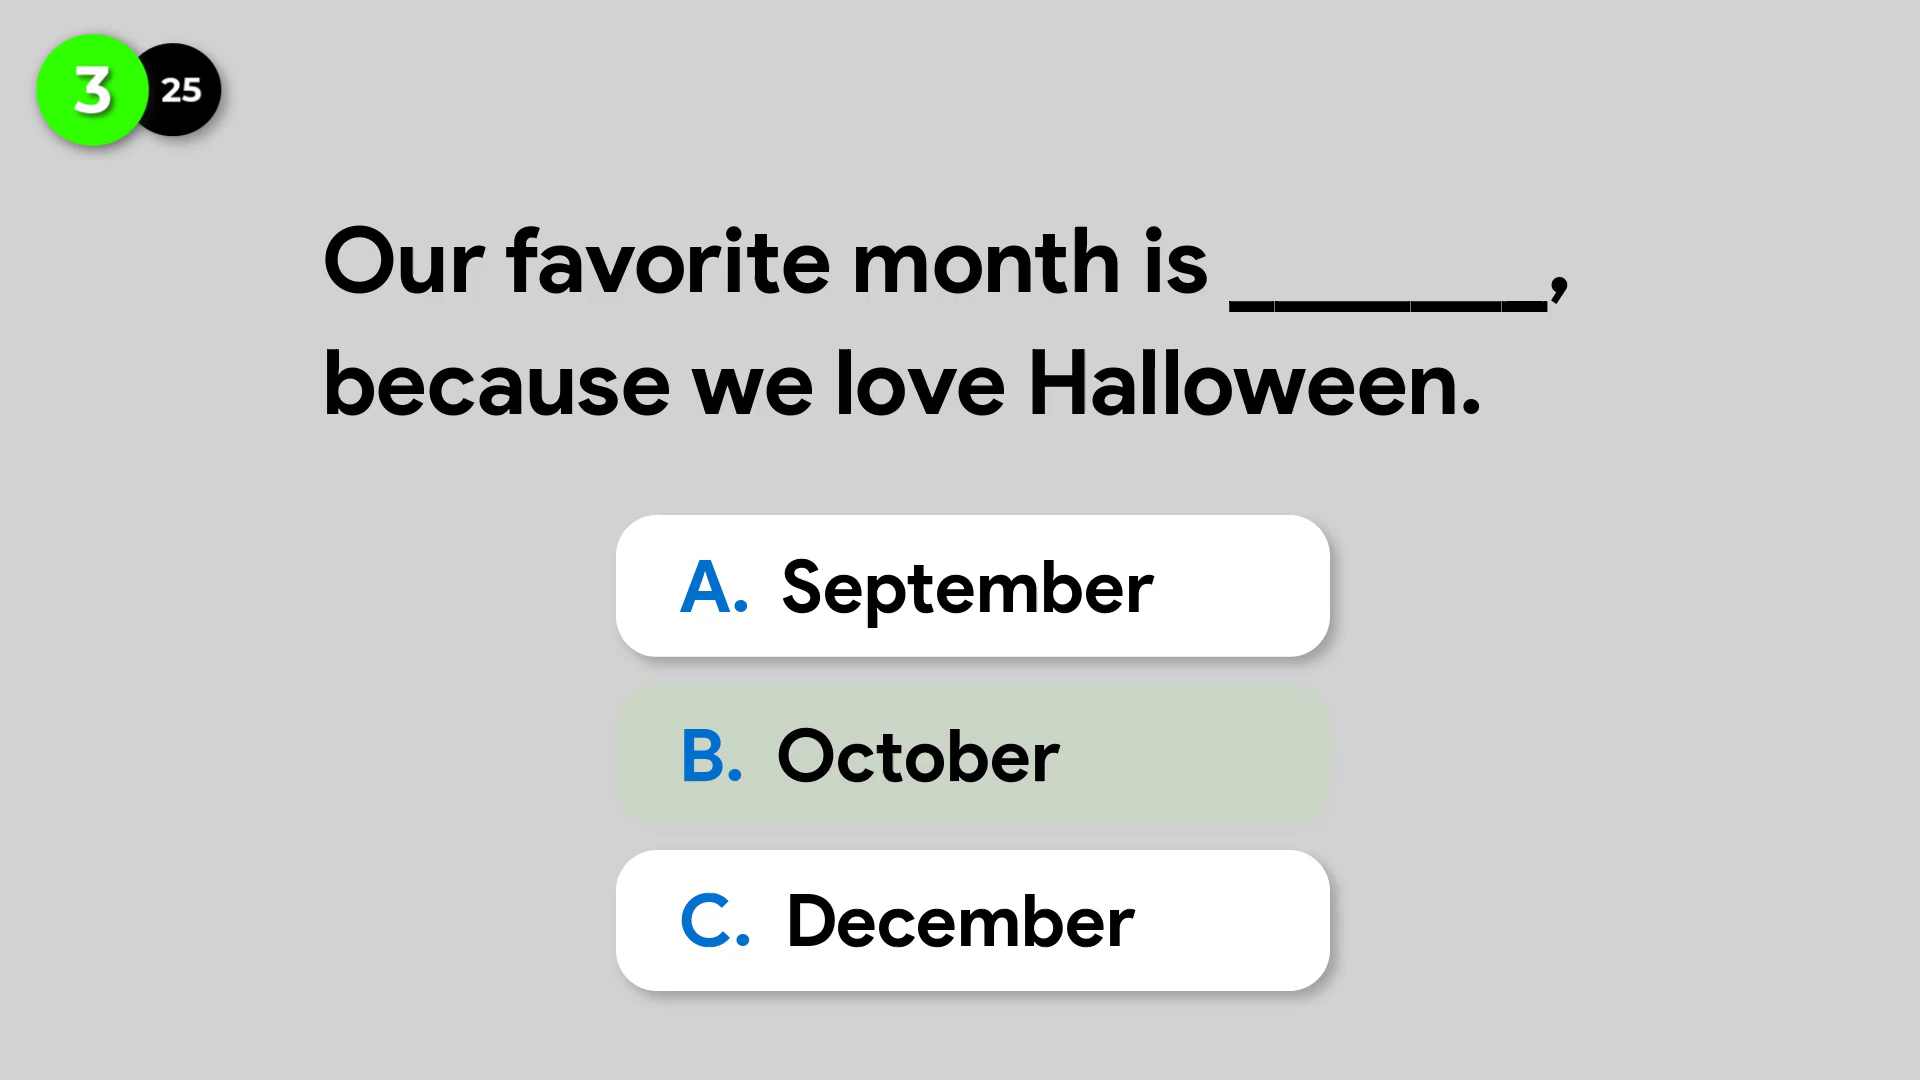 3 25
Our favorite month is _______,
because we love Halloween.
A. September
B. October
C. December